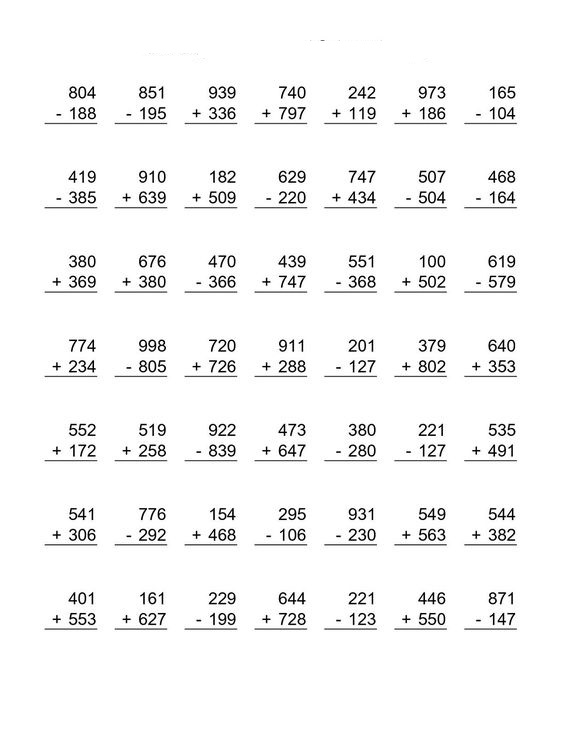 804 851 939 740 242 973 165
- 188 - 195 + 336 + 797 + 119 + 186 - 104
419 910 182 629 747 507 468
- 385 + 639 + 509 - 220 + 434 - 504 - 164
380 676 470 439 551 100 619
+ 369 + 380 - 366 + 747 - 368 + 502 - 579
774 998 720 911 201 379 640
+ 234 - 805 + 726 + 288 - 127 + 802 + 353
552 519 922 473 380 221 535
+ 172 + 258 - 839 + 647 - 280 - 127 + 491
541 776 154 295 931 549 544
+ 306 - 292 + 468 - 106 - 230 + 563 + 382
401 161 229 644 221 446 871
+ 553 + 627 - 199 + 728 - 123 + 550 - 147